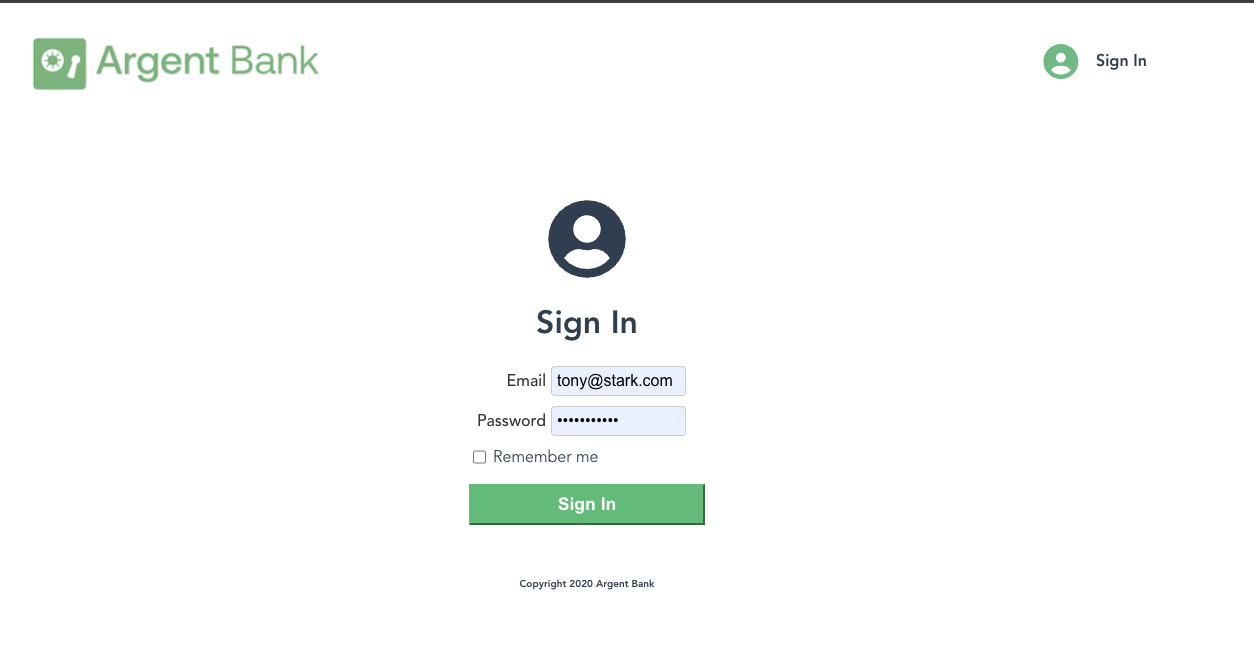 Argent Bank
Sign In
Sign In
Email tony@stark.com
Password •••••••••••
Remember me
Sign In
Copyright 2020 Argent Bank